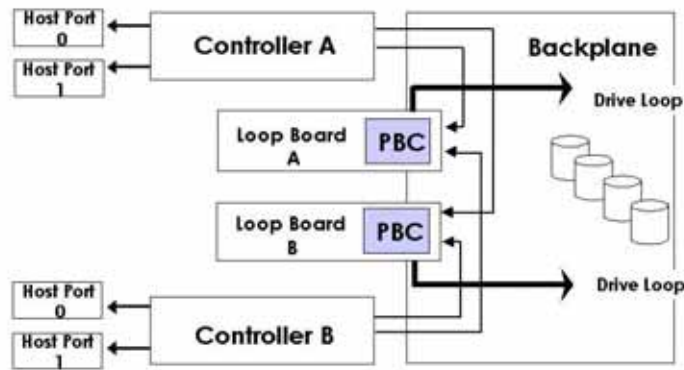 Host Port
0
Controller A
Backplane
Host Port
1
Drive Loop
Loop Board
A
PBC
Loop Board
B
PBC
Host Port
0
Drive Loop
Controller B
Host Port
1